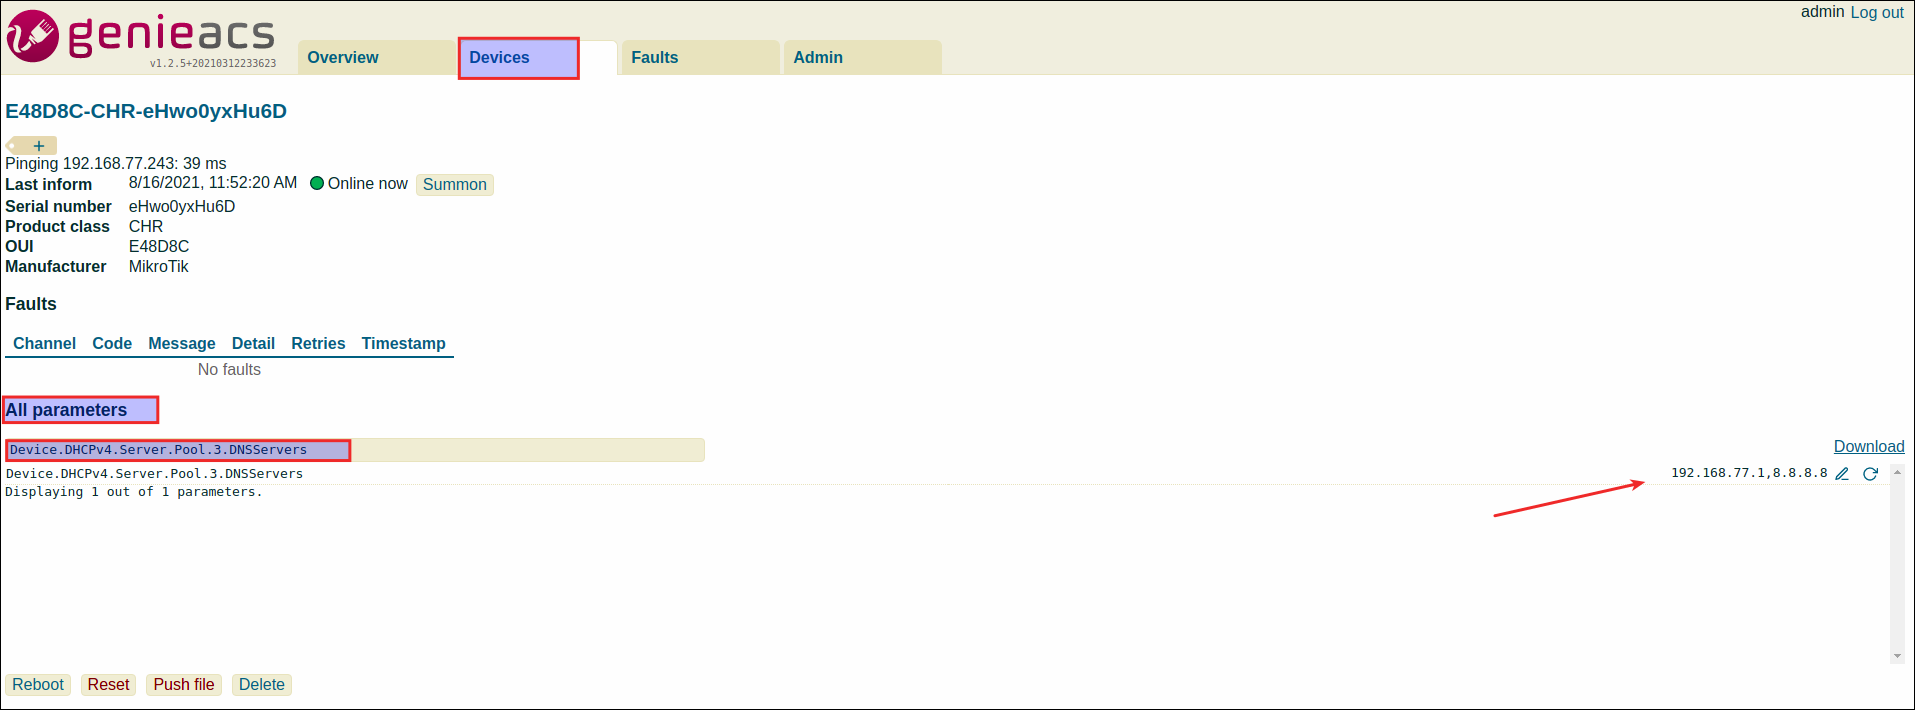 admin Log out
genieacs
v1.2.5+20210312233623
Overview Devices Faults Admin
E48D8C-CHR-eHwo0yxHu6D
+
Pinging 192.168.77.243: 39 ms
Last inform 8/16/2021, 11:52:20 AM Online now Summon
Serial number eHwo0yxHu6D
Product class CHR
OUI E48D8C
Manufacturer MikroTik
Faults
Channel Code Message Detail Retries Timestamp
No faults
All parameters
Device.DHCPv4.Server.Pool.3.DNSServers Download
Device.DHCPv4.Server.Pool.3.DNSServers 192.168.77.1,8.8.8.8
Displaying 1 out of 1 parameters.
Reboot Reset Push file Delete